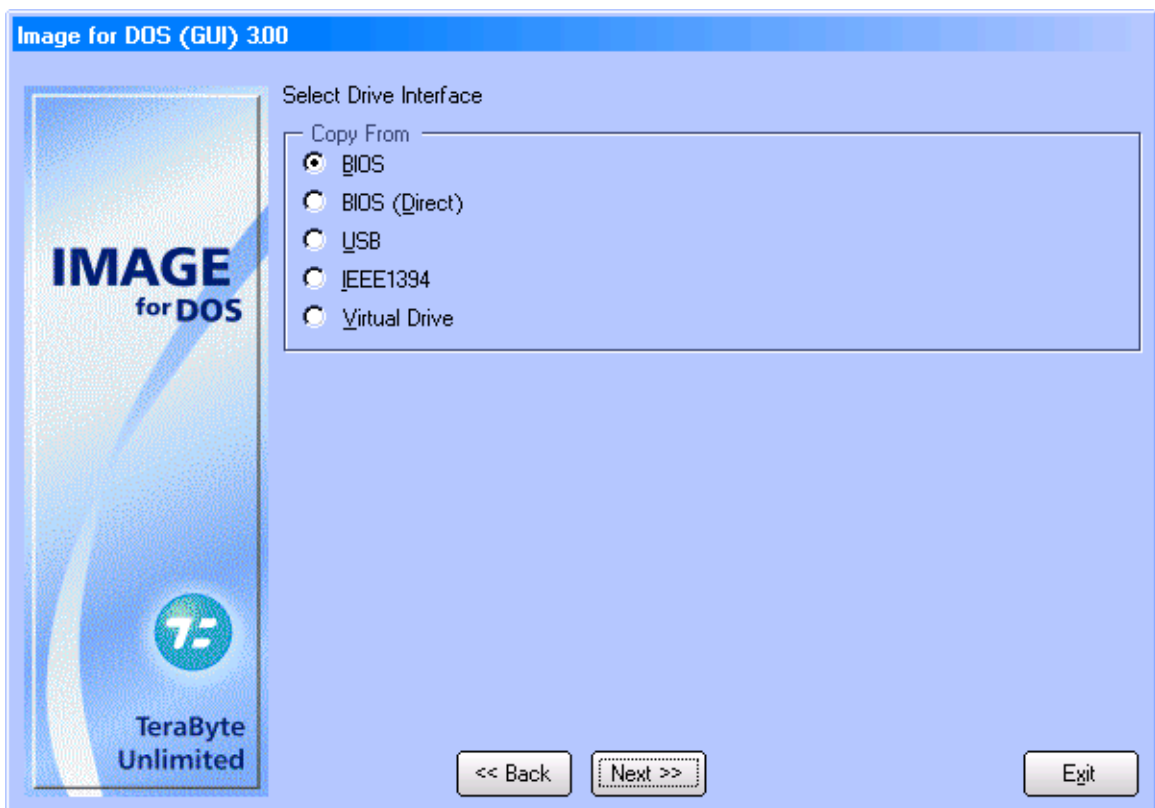 Image for DOS (GUI) 3.00
Select Drive Interface
Copy From
BIOS
BIOS (Direct)
USB
IEEE1394
Virtual Drive
IMAGE
for DOS
TeraByte
Unlimited
<< Back
Next >>
Exit